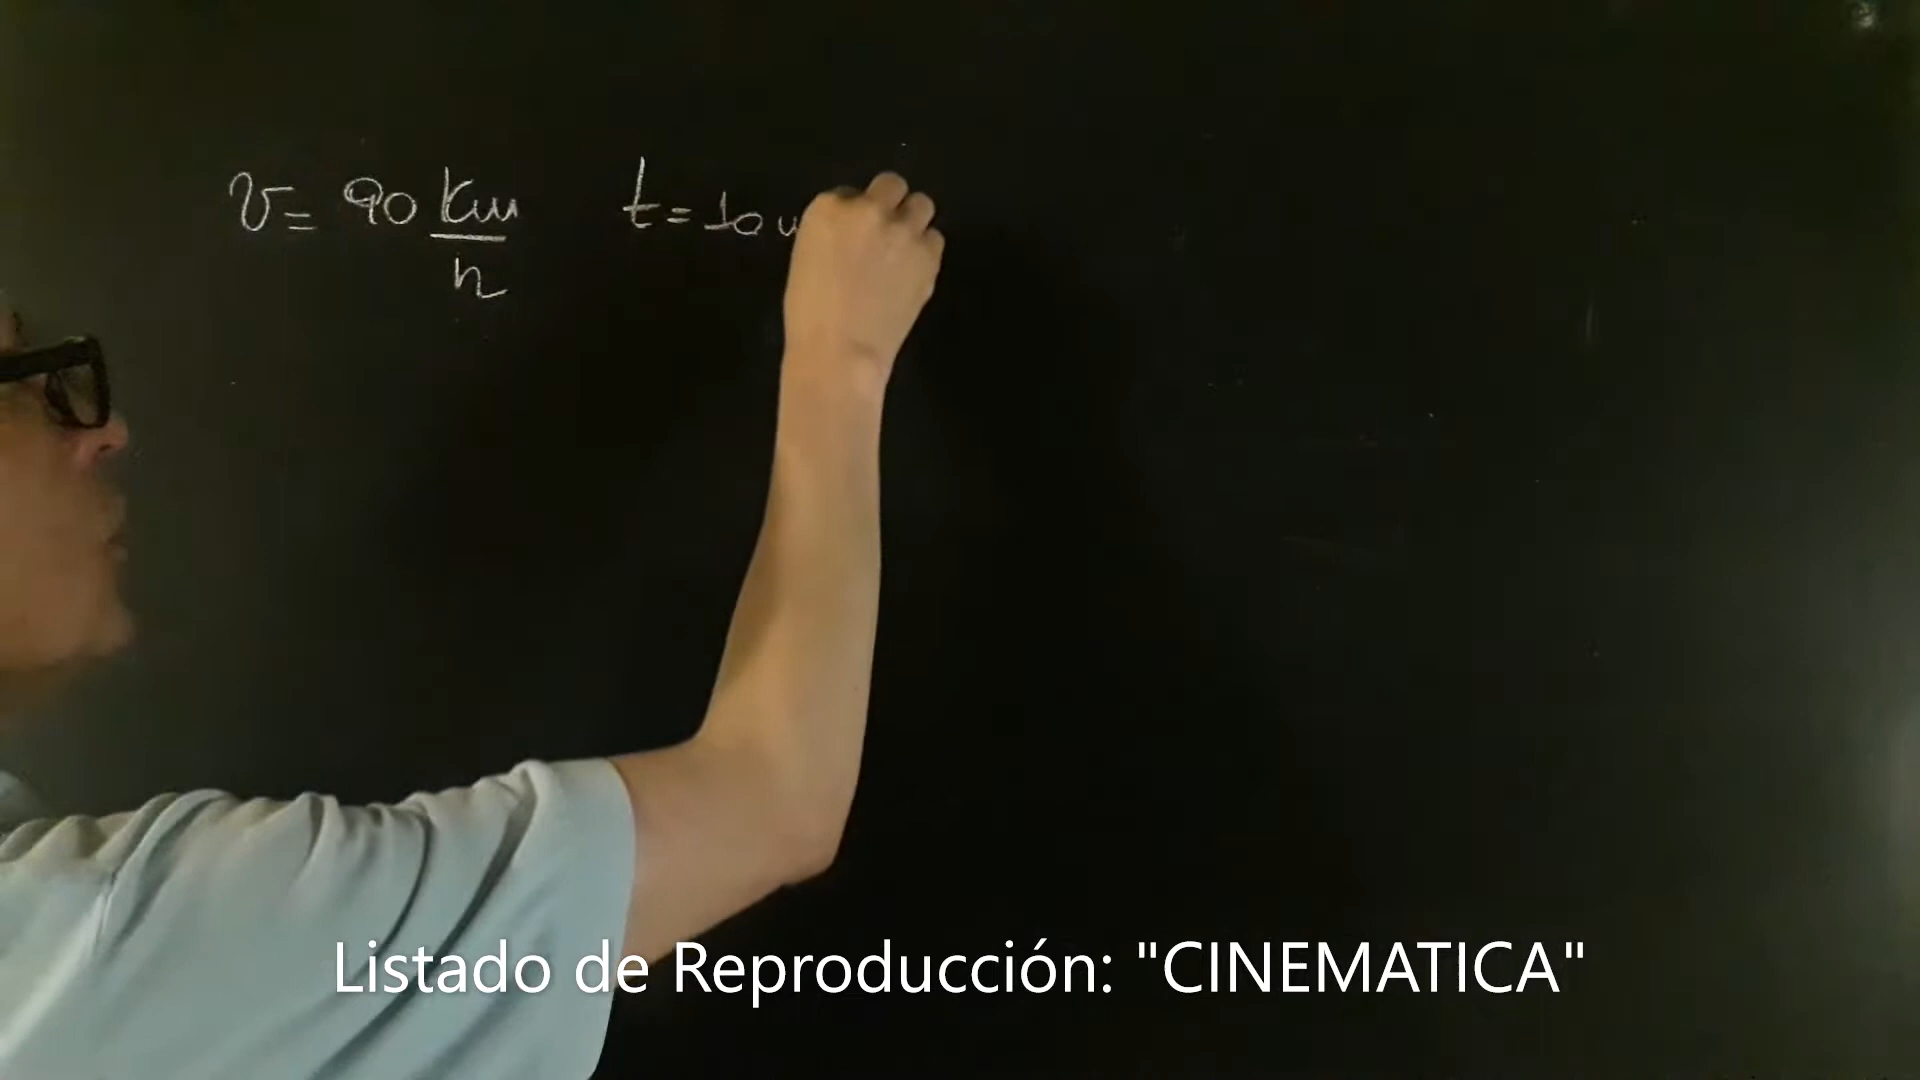 v = 90 Km/h t = 10
Listado de Reproducción: "CINEMATICA"